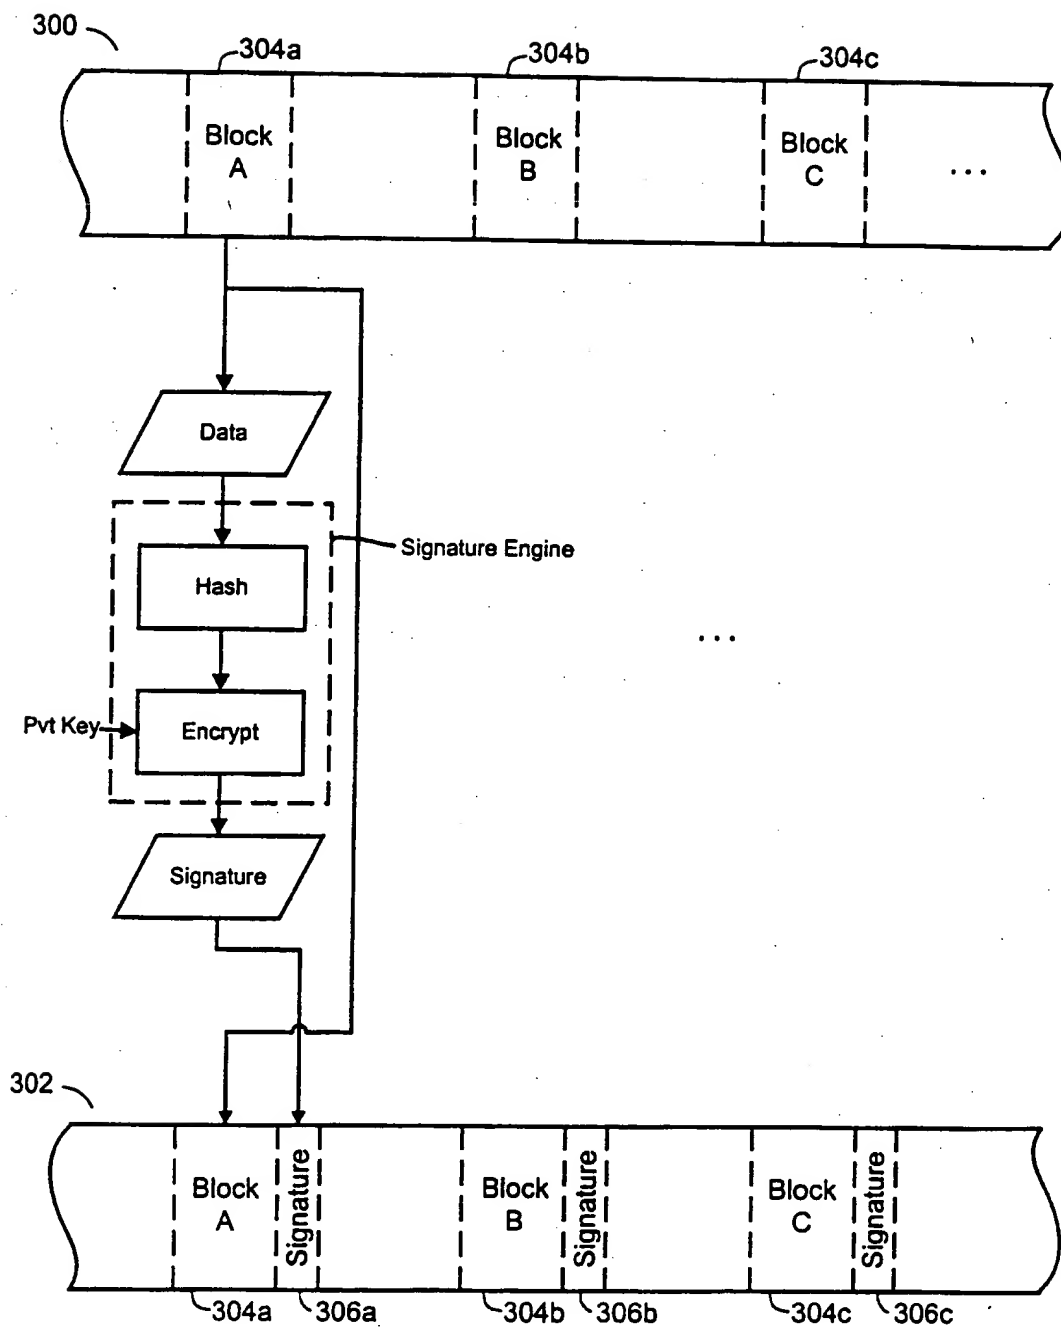 300
304a
304b
304c
Block
A
Block
B
Block
C
...
Data
Signature Engine
Hash
...
Pvt Key
Encrypt
Signature
302
Block
A
Signature
Block
B
Signature
Block
C
Signature
304a
306a
304b
306b
304c
306c